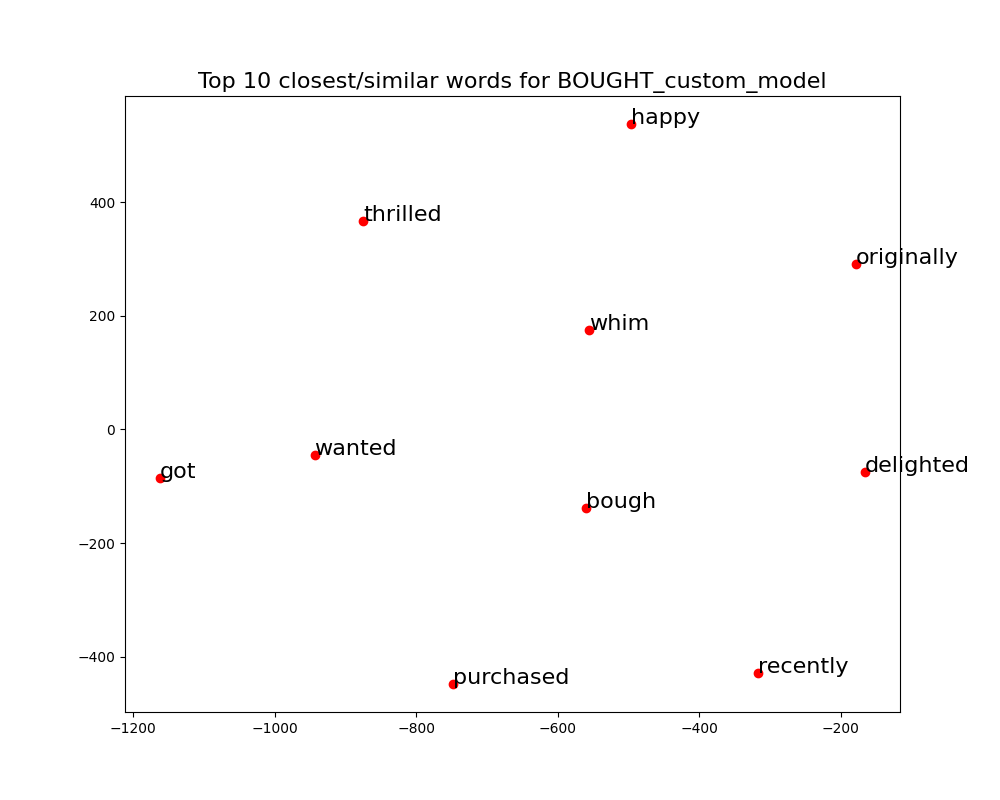 Top 10 closest/similar words for BOUGHT_custom_model
happy
thrilled
originally
whim
wanted
got
delighted
bough
recently
purchased
400
200
0
−200
−400
−1200
−1000
−800
−600
−400
−200